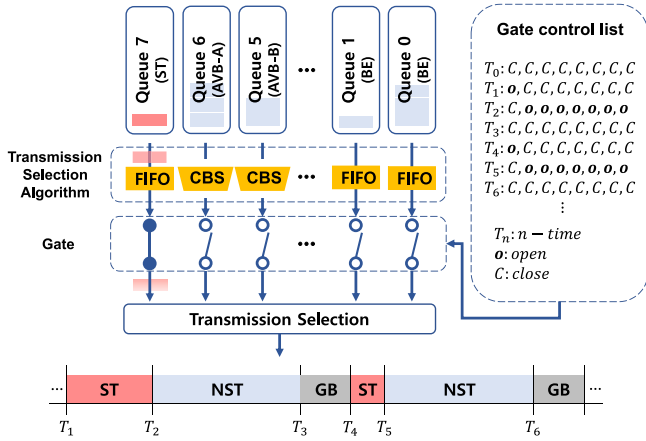 Queue 7
(ST)
Queue 6
(AVB-A)
Queue 5
(AVB-B)
...
Queue 1
(BE)
Queue 0
(BE)
Transmission
Selection
Algorithm
FIFO
CBS
CBS
...
FIFO
FIFO
Gate
...
Transmission Selection
Gate control list
T₀: C, C, C, C, C, C, C, C
T₁: o, C, C, C, C, C, C, C
T₂: C, o, o, o, o, o, o, o
T₃: C, C, C, C, C, C, C, C
T₄: o, C, C, C, C, C, C, C
T₅: C, o, o, o, o, o, o, o
T₆: C, C, C, C, C, C, C, C
⋮
Tₙ: n − time
o: open
C: close
... ST NST GB ST NST GB ...
T₁ T₂ T₃ T₄ T₅ T₆